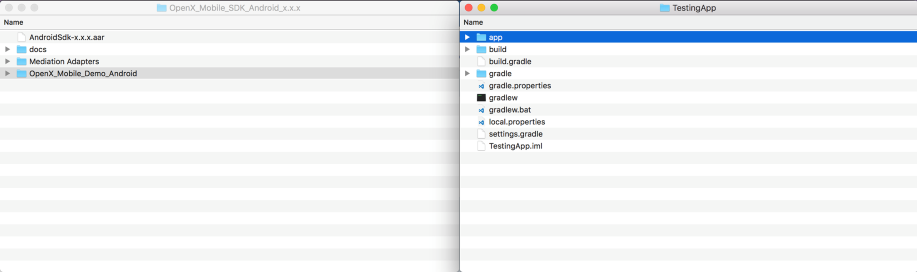 OpenX_Mobile_SDK_Android_x.x.x
Name
AndroidSdk-x.x.x.aar
docs
Mediation Adapters
OpenX_Mobile_Demo_Android
TestingApp
Name
app
build
build.gradle
gradle
gradle.properties
gradlew
gradlew.bat
local.properties
settings.gradle
TestingApp.iml